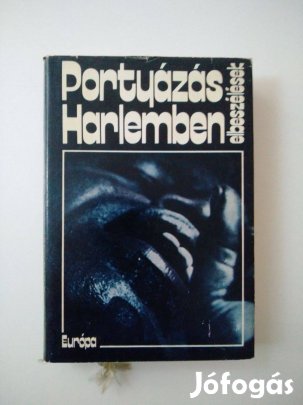 Portyázás
Harlemben
elbeszélések
Európa
Jófogás